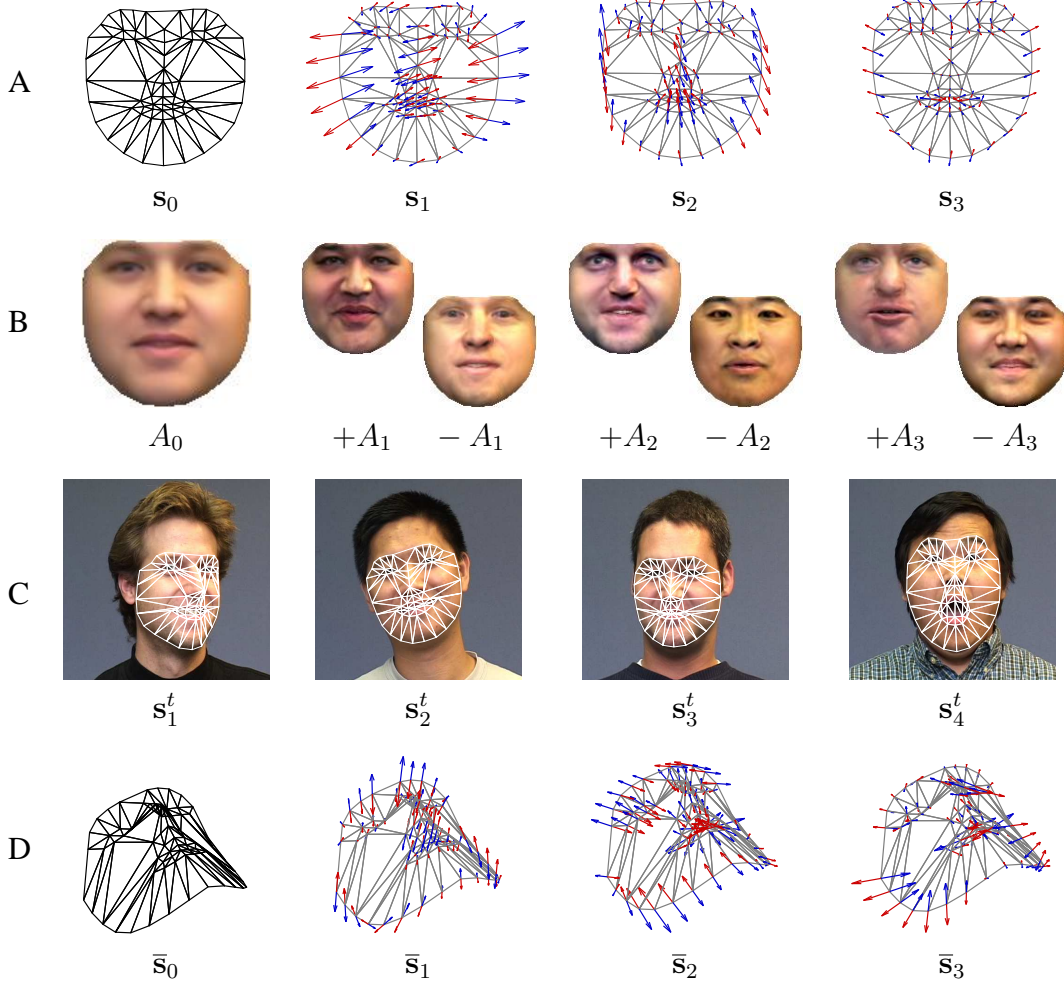 A
𝐬₀ 𝐬₁ 𝐬₂ 𝐬₃
B
A₀ +A₁ − A₁ +A₂ − A₂ +A₃ − A₃
C
𝐬₁ᵗ 𝐬₂ᵗ 𝐬₃ᵗ 𝐬₄ᵗ
D
s̄₀ s̄₁ s̄₂ s̄₃